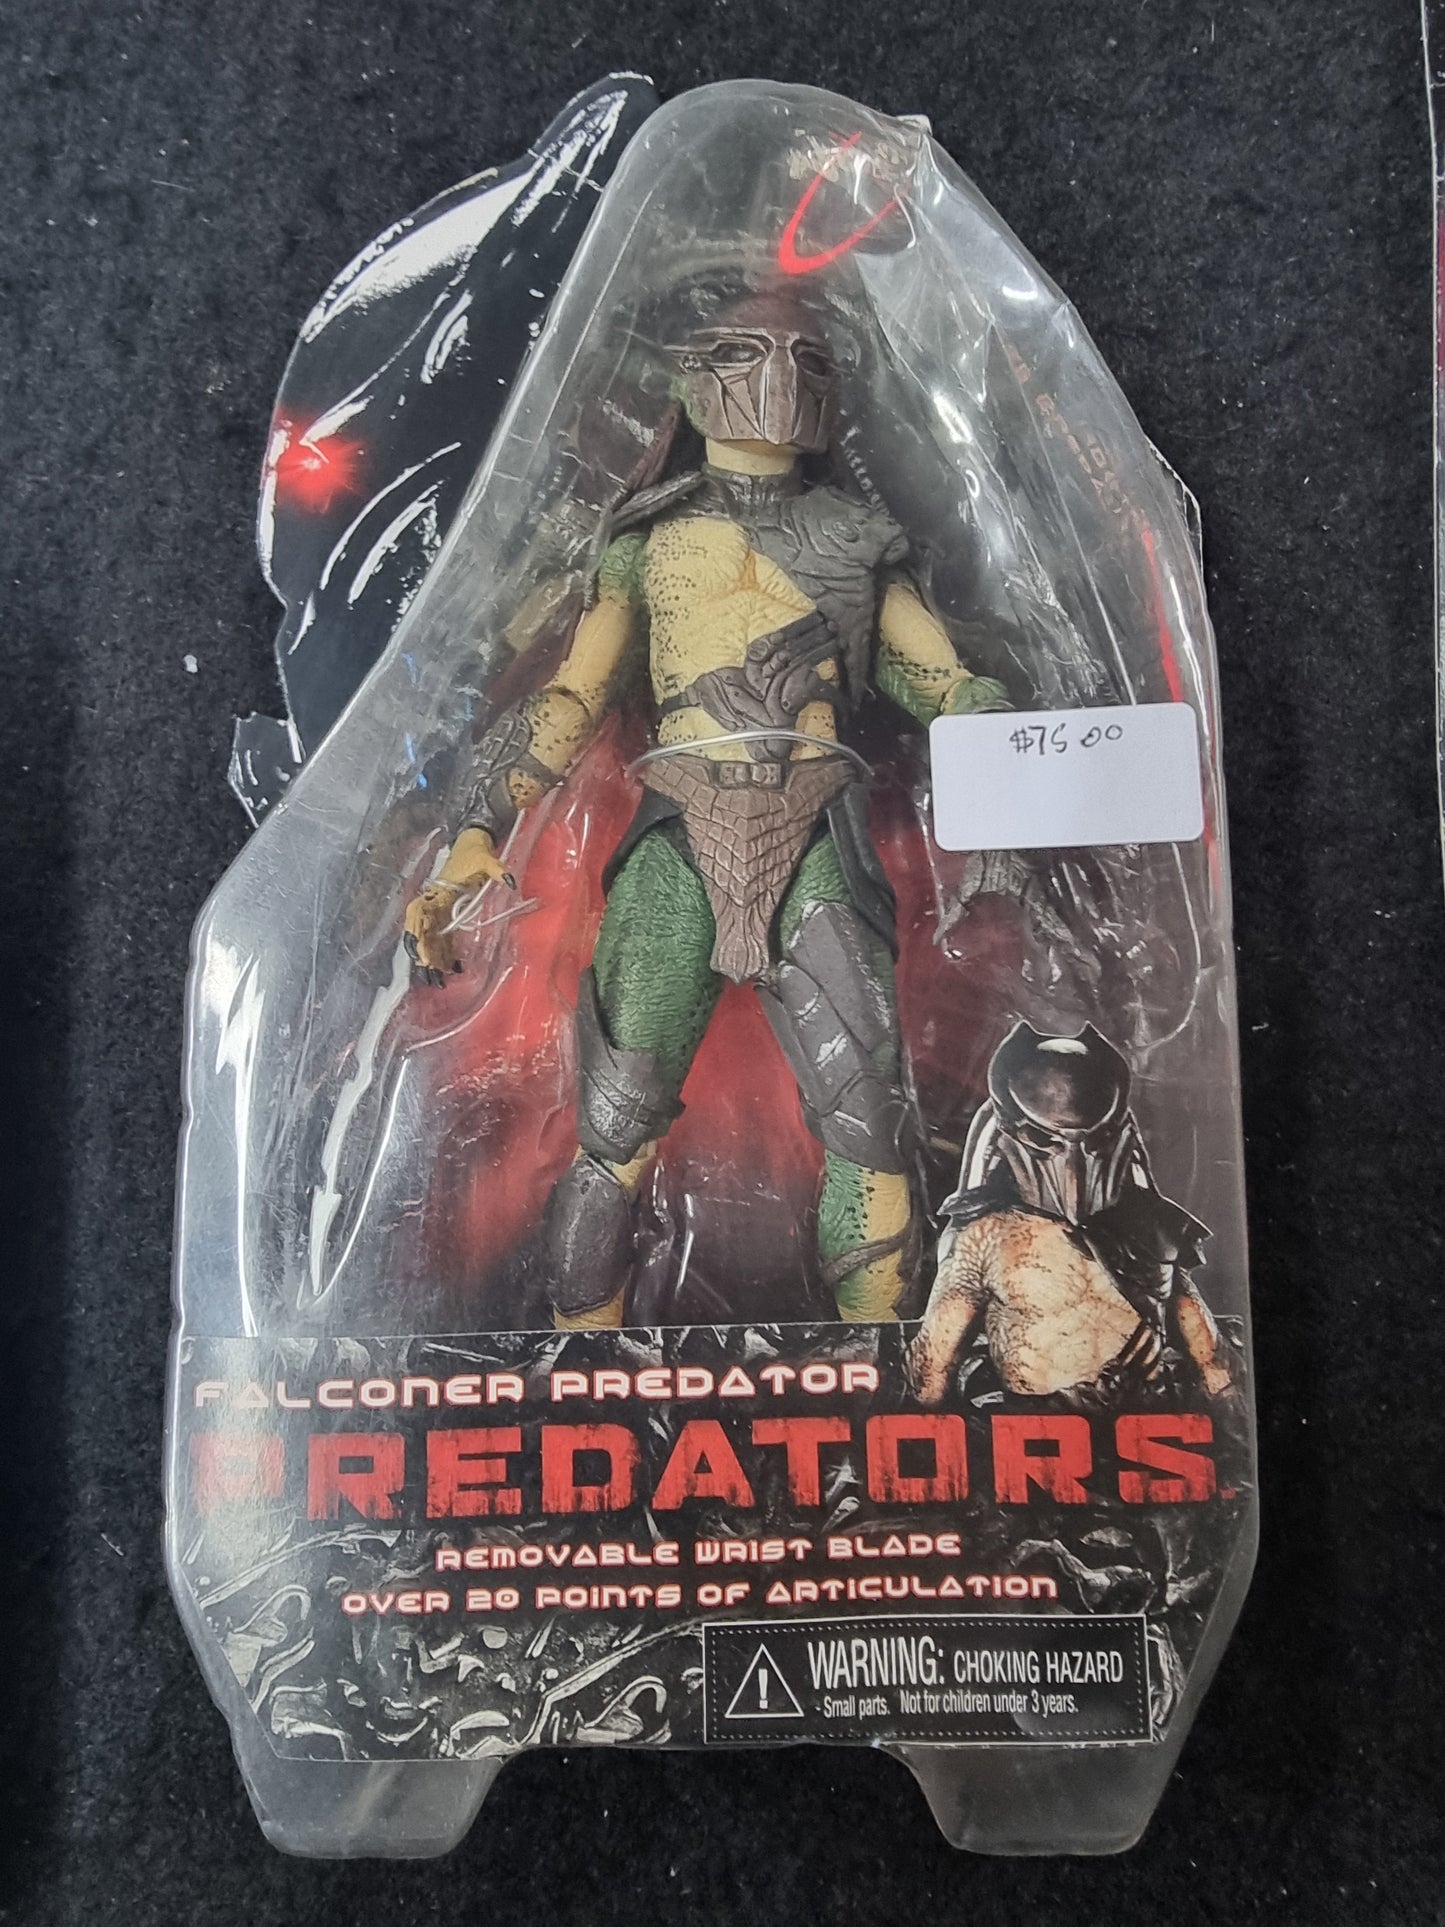 $75.00
FALCONER PREDATOR
PREDATORS
REMOVABLE WRIST BLADE
OVER 20 POINTS OF ARTICULATION
WARNING: CHOKING HAZARD
Small parts. Not for children under 3 years.